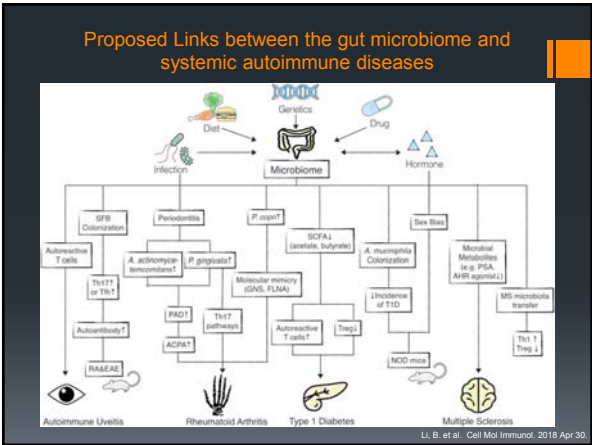 Proposed Links between the gut microbiome and
systemic autoimmune diseases
Genetics
Diet
Drug
Infection
Hormone
Microbiome
SFB
Colonization
Periodontitis
P. copri↑
SCFA↓
(acetate, butyrate)
Sex Bias
Autoreactive
T cells
A. actinomyce-
temcomitans↑
P. gingivalis↑
A. muciniphila
Colonization
Microbial
Metabolites
(e.g. PSA,
AHR agonist↓)
Th17↑
or Tfh↑
Molecular mimicry
(GNS, FLNA)
↓Incidence
of T1D
MS microbiota
transfer
PAD↑
Th17
pathways
Autoantibody↑
Autoreactive
T cells↑
Treg↓
ACPA↑
NOD mice
Th1 ↑
Treg ↓
RA&EAE
Autoimmune Uveitis
Rheumatoid Arthritis
Type 1 Diabetes
Multiple Sclerosis
Li, B. et al. Cell Mol Immunol. 2018 Apr 30.